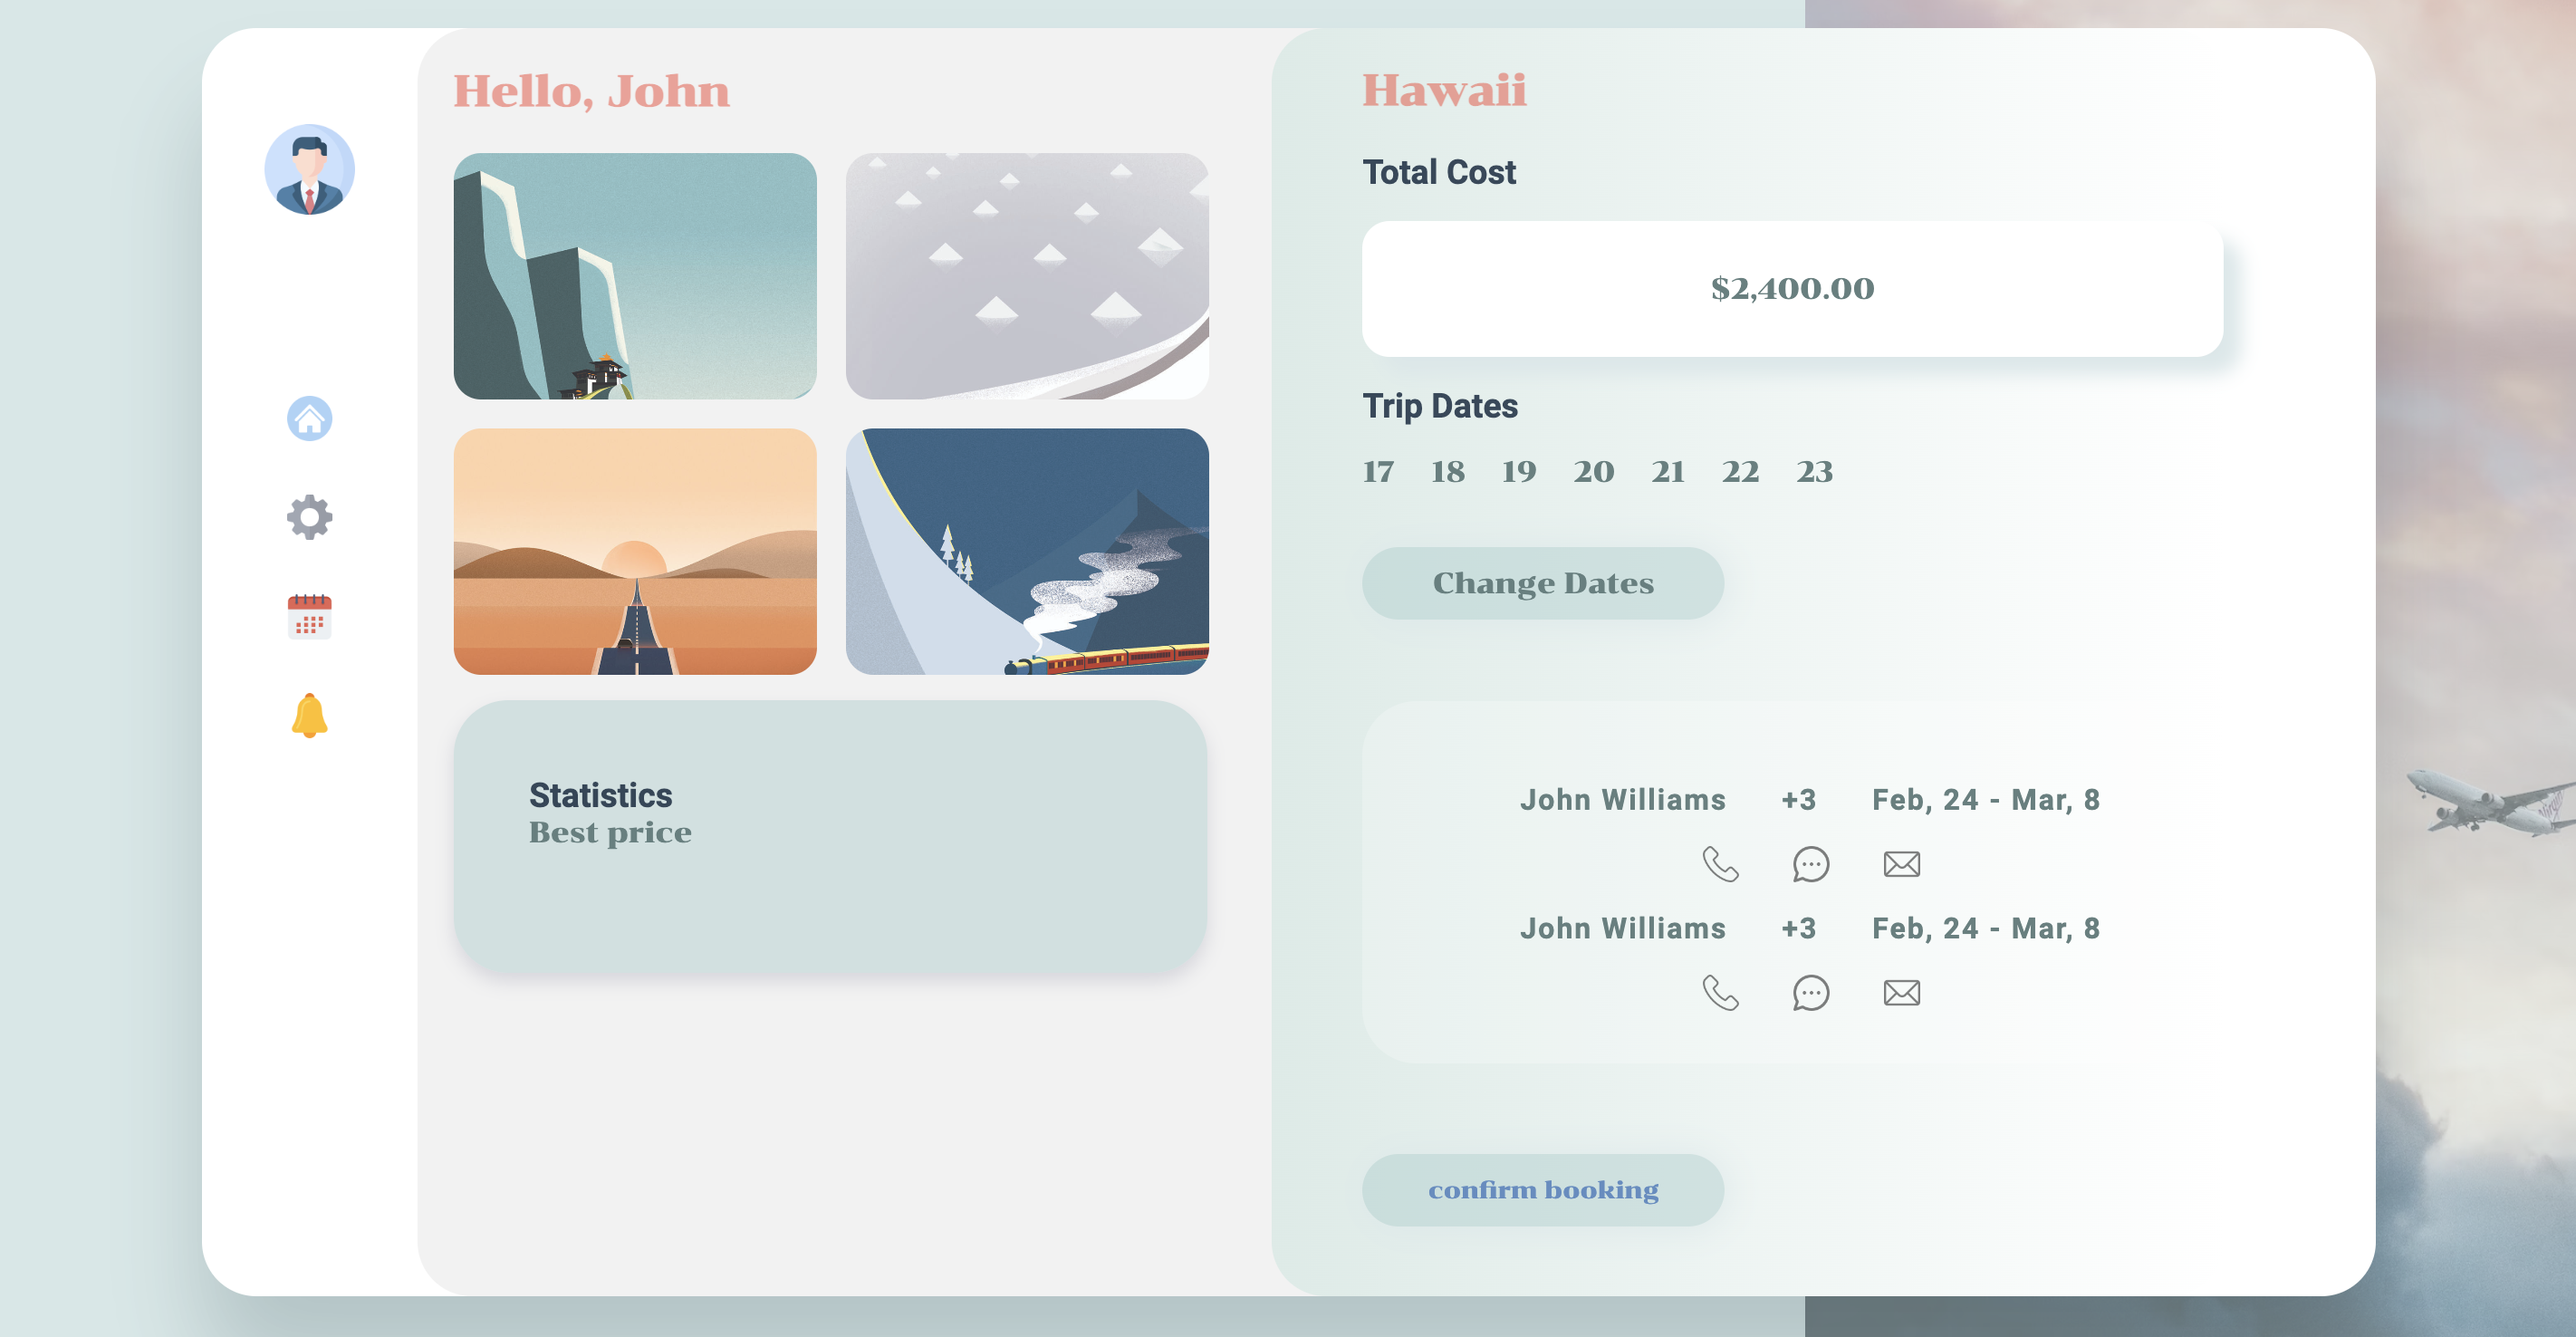 Hello, John
Statistics
Best price
Hawaii
Total Cost
$2,400.00
Trip Dates
17 18 19 20 21 22 23
Change Dates
John Williams +3 Feb, 24 - Mar, 8
John Williams +3 Feb, 24 - Mar, 8
confirm booking